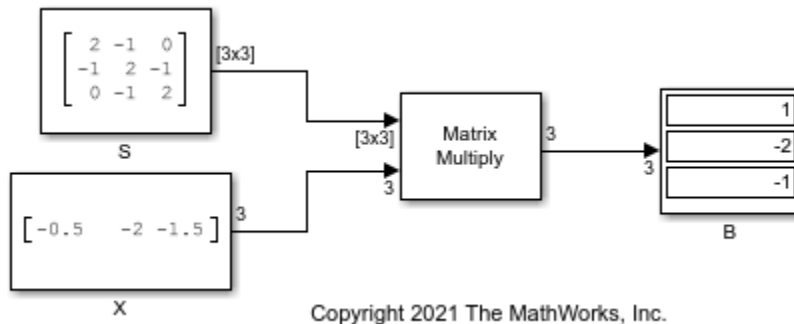 2 -1 0
-1 2 -1
0 -1 2
[3x3]
S
[-0.5 -2 -1.5]
3
X
[3x3]
3
Matrix
Multiply
3
3
1
-2
-1
B
Copyright 2021 The MathWorks, Inc.